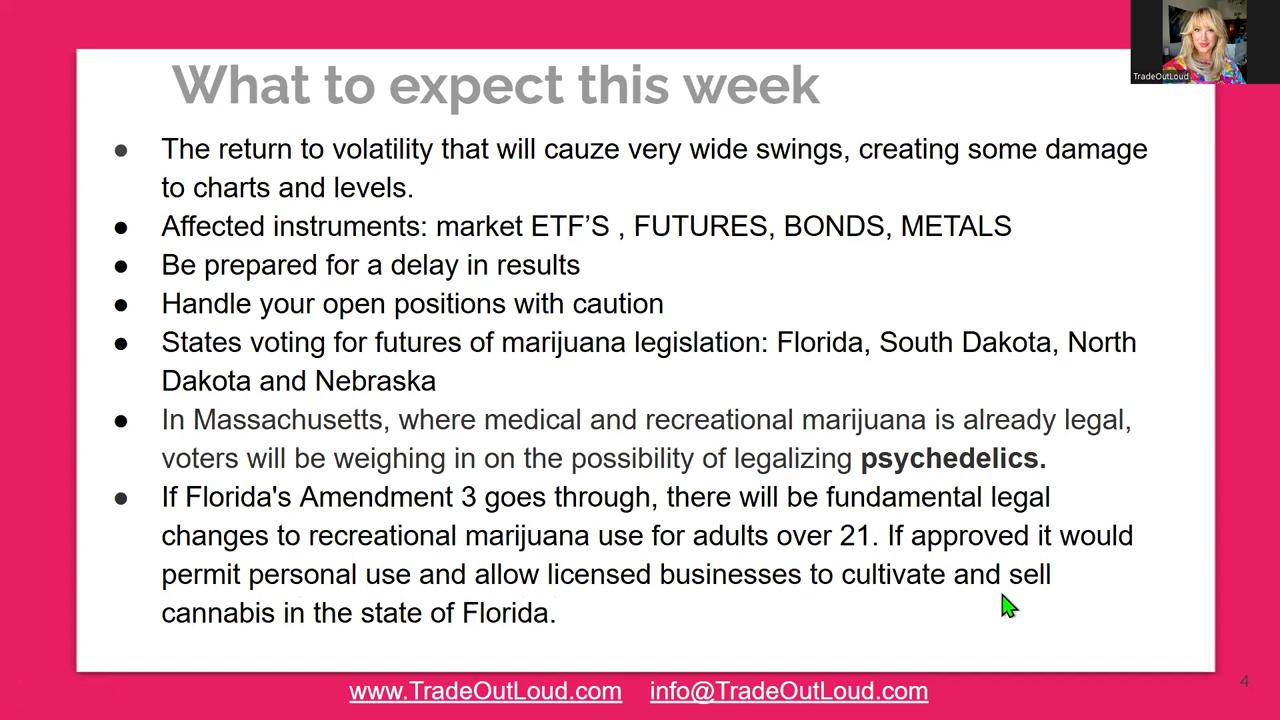 What to expect this week
TradeOutLoud
● The return to volatility that will cauze very wide swings, creating some damage
to charts and levels.
● Affected instruments: market ETF’S , FUTURES, BONDS, METALS
● Be prepared for a delay in results
● Handle your open positions with caution
● States voting for futures of marijuana legislation: Florida, South Dakota, North
Dakota and Nebraska
● In Massachusetts, where medical and recreational marijuana is already legal,
voters will be weighing in on the possibility of legalizing psychedelics.
● If Florida's Amendment 3 goes through, there will be fundamental legal
changes to recreational marijuana use for adults over 21. If approved it would
permit personal use and allow licensed businesses to cultivate and sell
cannabis in the state of Florida.
www.TradeOutLoud.com info@TradeOutLoud.com
4